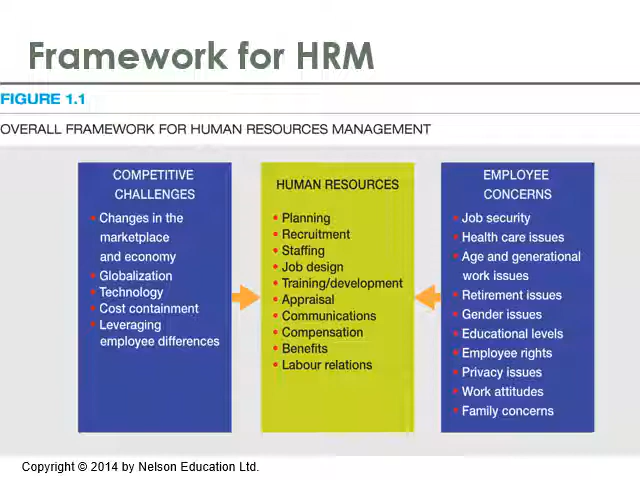 Framework for HRM
FIGURE 1.1
OVERALL FRAMEWORK FOR HUMAN RESOURCES MANAGEMENT
COMPETITIVE
CHALLENGES
• Changes in the
marketplace
and economy
• Globalization
• Technology
• Cost containment
• Leveraging
employee differences
HUMAN RESOURCES
• Planning
• Recruitment
• Staffing
• Job design
• Training/development
• Appraisal
• Communications
• Compensation
• Benefits
• Labour relations
EMPLOYEE
CONCERNS
• Job security
• Health care issues
• Age and generational
work issues
• Retirement issues
• Gender issues
• Educational levels
• Employee rights
• Privacy issues
• Work attitudes
• Family concerns
Copyright © 2014 by Nelson Education Ltd.